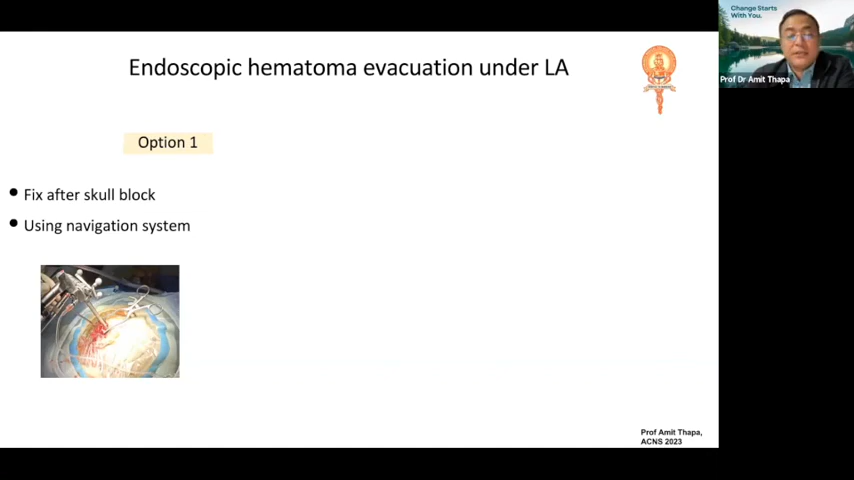 Endoscopic hematoma evacuation under LA
Option 1
Fix after skull block
Using navigation system
Prof Amit Thapa,
ACNS 2023
Change Starts
With You.
Prof Dr Amit Thapa